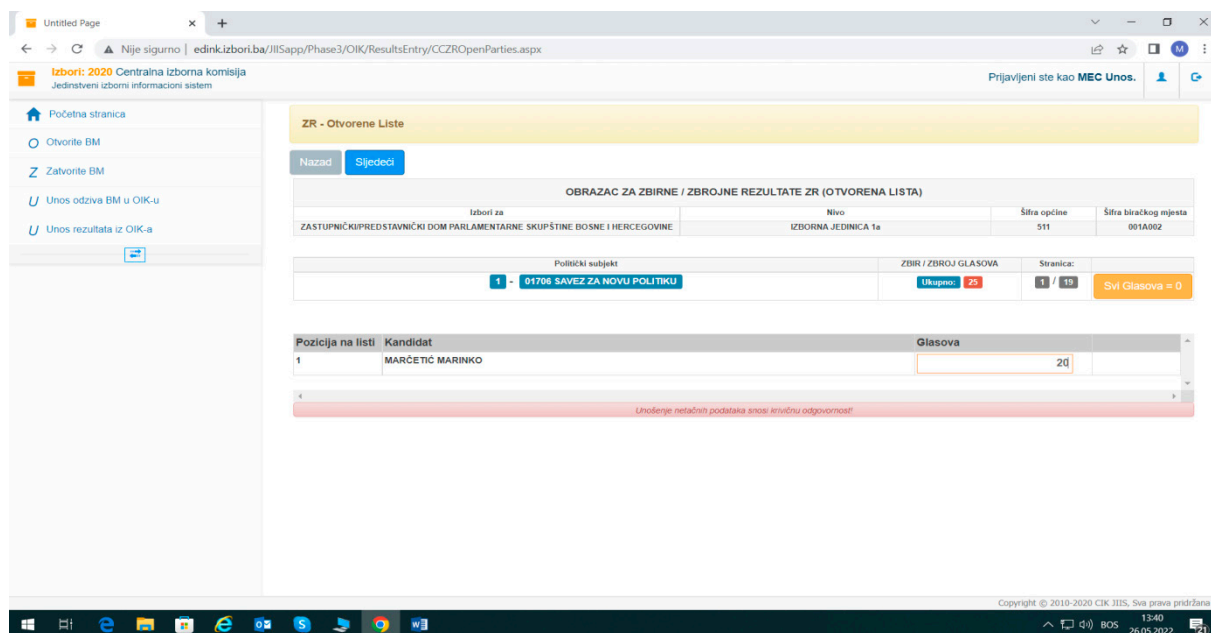 Untitled Page
Nije sigurno | edink.izbori.ba/JIISapp/Phase3/OIK/ResultsEntry/CCZROpenParties.aspx
M
Izbori: 2020 Centralna izborna komisija
Jedinstveni izborni informacioni sistem
Prijavljeni ste kao MEC Unos.
Početna stranica
O Otvorite BM
Z Zatvorite BM
U Unos odziva BM u OIK-u
U Unos rezultata iz OIK-a
ZR - Otvorene Liste
Nazad Sljedeći
OBRAZAC ZA ZBIRNE / ZBROJNE REZULTATE ZR (OTVORENA LISTA)
Izbori za Nivo Šifra općine Šifra biračkog mjesta
ZASTUPNIČKI/PREDSTAVNIČKI DOM PARLAMENTARNE SKUPŠTINE BOSNE I HERCEGOVINE IZBORNA JEDINICA 1a 511 001A002
Politički subjekt ZBIR / ZBROJ GLASOVA Stranica:
1 - 01706 SAVEZ ZA NOVU POLITIKU Ukupno: 25 1 / 19 Svi Glasova = 0
Pozicija na listi Kandidat Glasova
1 MARČETIĆ MARINKO 20
Unošenje netačnih podataka snosi krivičnu odgovornost!
Copyright © 2010-2020 CIK JIIS, Sva prava pridržana
BOS
13:40
26.05.2022
21